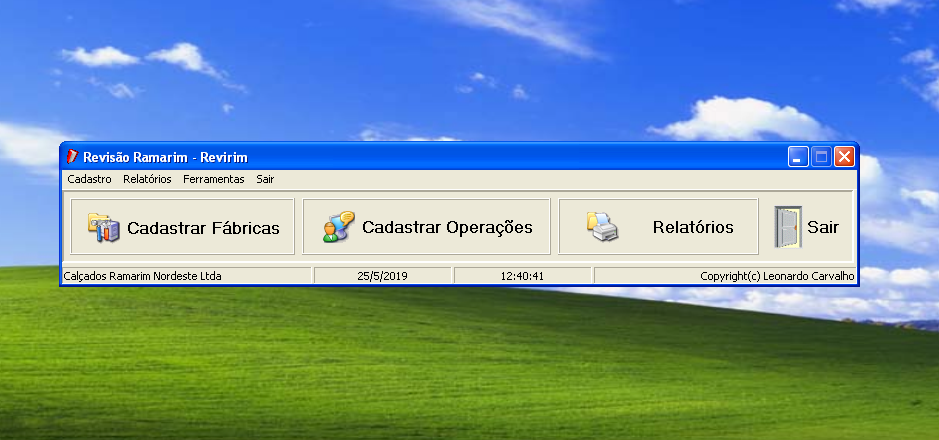 Revisão Ramarim - Revirim
Cadastro Relatórios Ferramentas Sair
Cadastrar Fábricas Cadastrar Operações Relatórios Sair
Calçados Ramarim Nordeste Ltda 25/5/2019 12:40:41 Copyright(c) Leonardo Carvalho